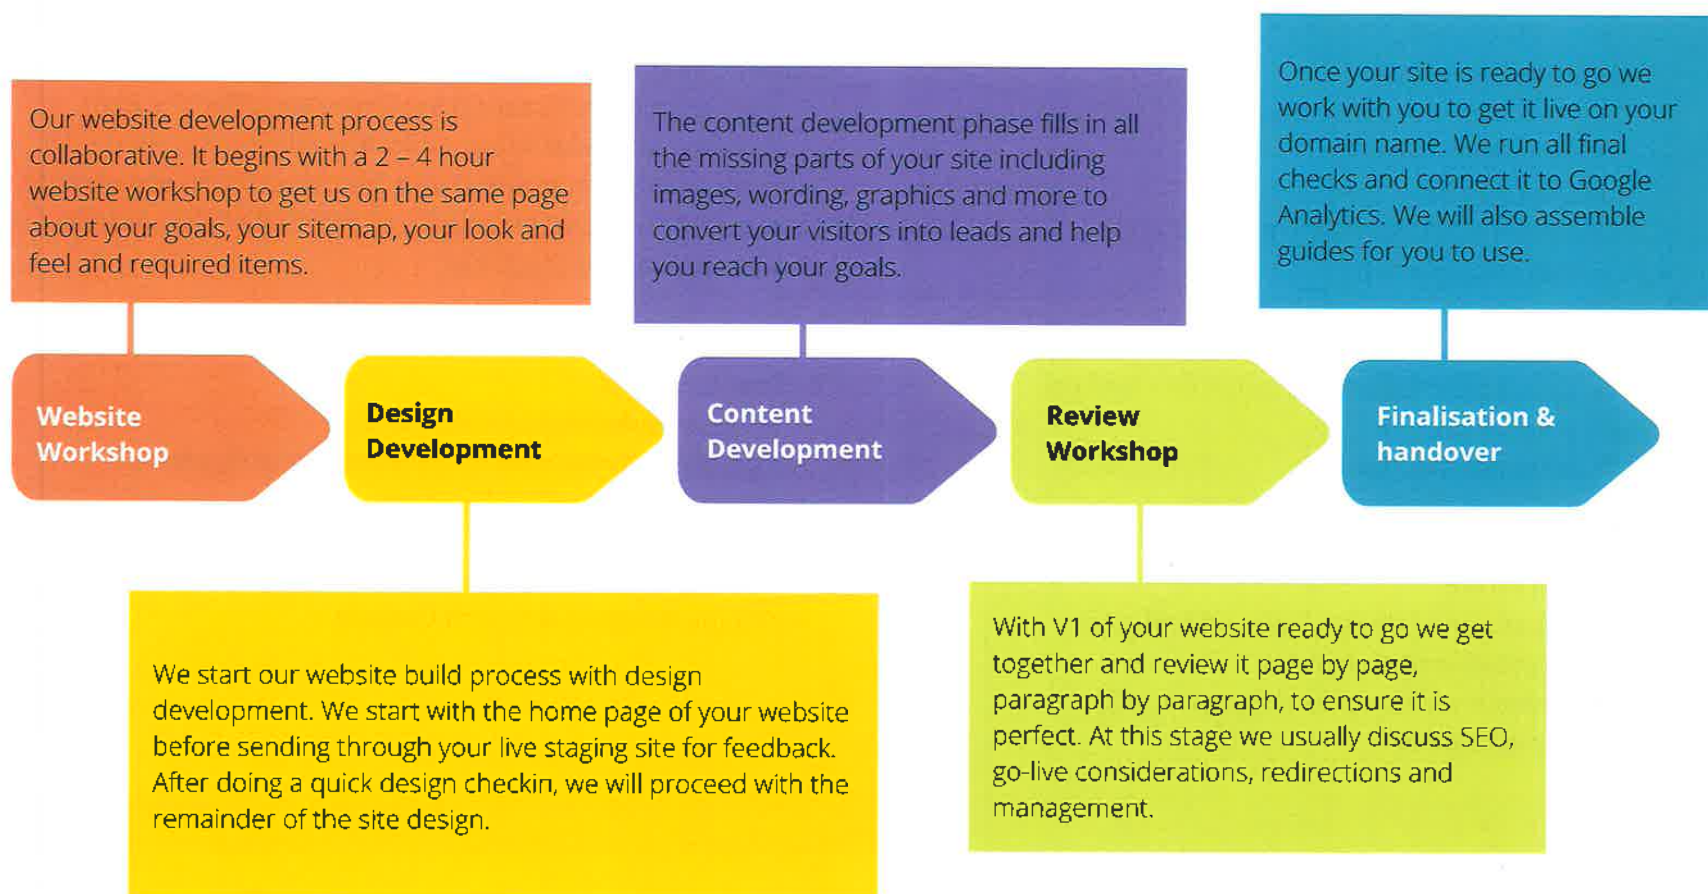 Our website development process is
collaborative. It begins with a 2 – 4 hour
website workshop to get us on the same page
about your goals, your sitemap, your look and
feel and required items.
The content development phase fills in all
the missing parts of your site including
images, wording, graphics and more to
convert your visitors into leads and help
you reach your goals.
Once your site is ready to go we
work with you to get it live on your
domain name. We run all final
checks and connect it to Google
Analytics. We will also assemble
guides for you to use.
Website
Workshop
Design
Development
Content
Development
Review
Workshop
Finalisation &
handover
We start our website build process with design
development. We start with the home page of your website
before sending through your live staging site for feedback.
After doing a quick design checkin, we will proceed with the
remainder of the site design.
With V1 of your website ready to go we get
together and review it page by page,
paragraph by paragraph, to ensure it is
perfect. At this stage we usually discuss SEO,
go-live considerations, redirections and
management.